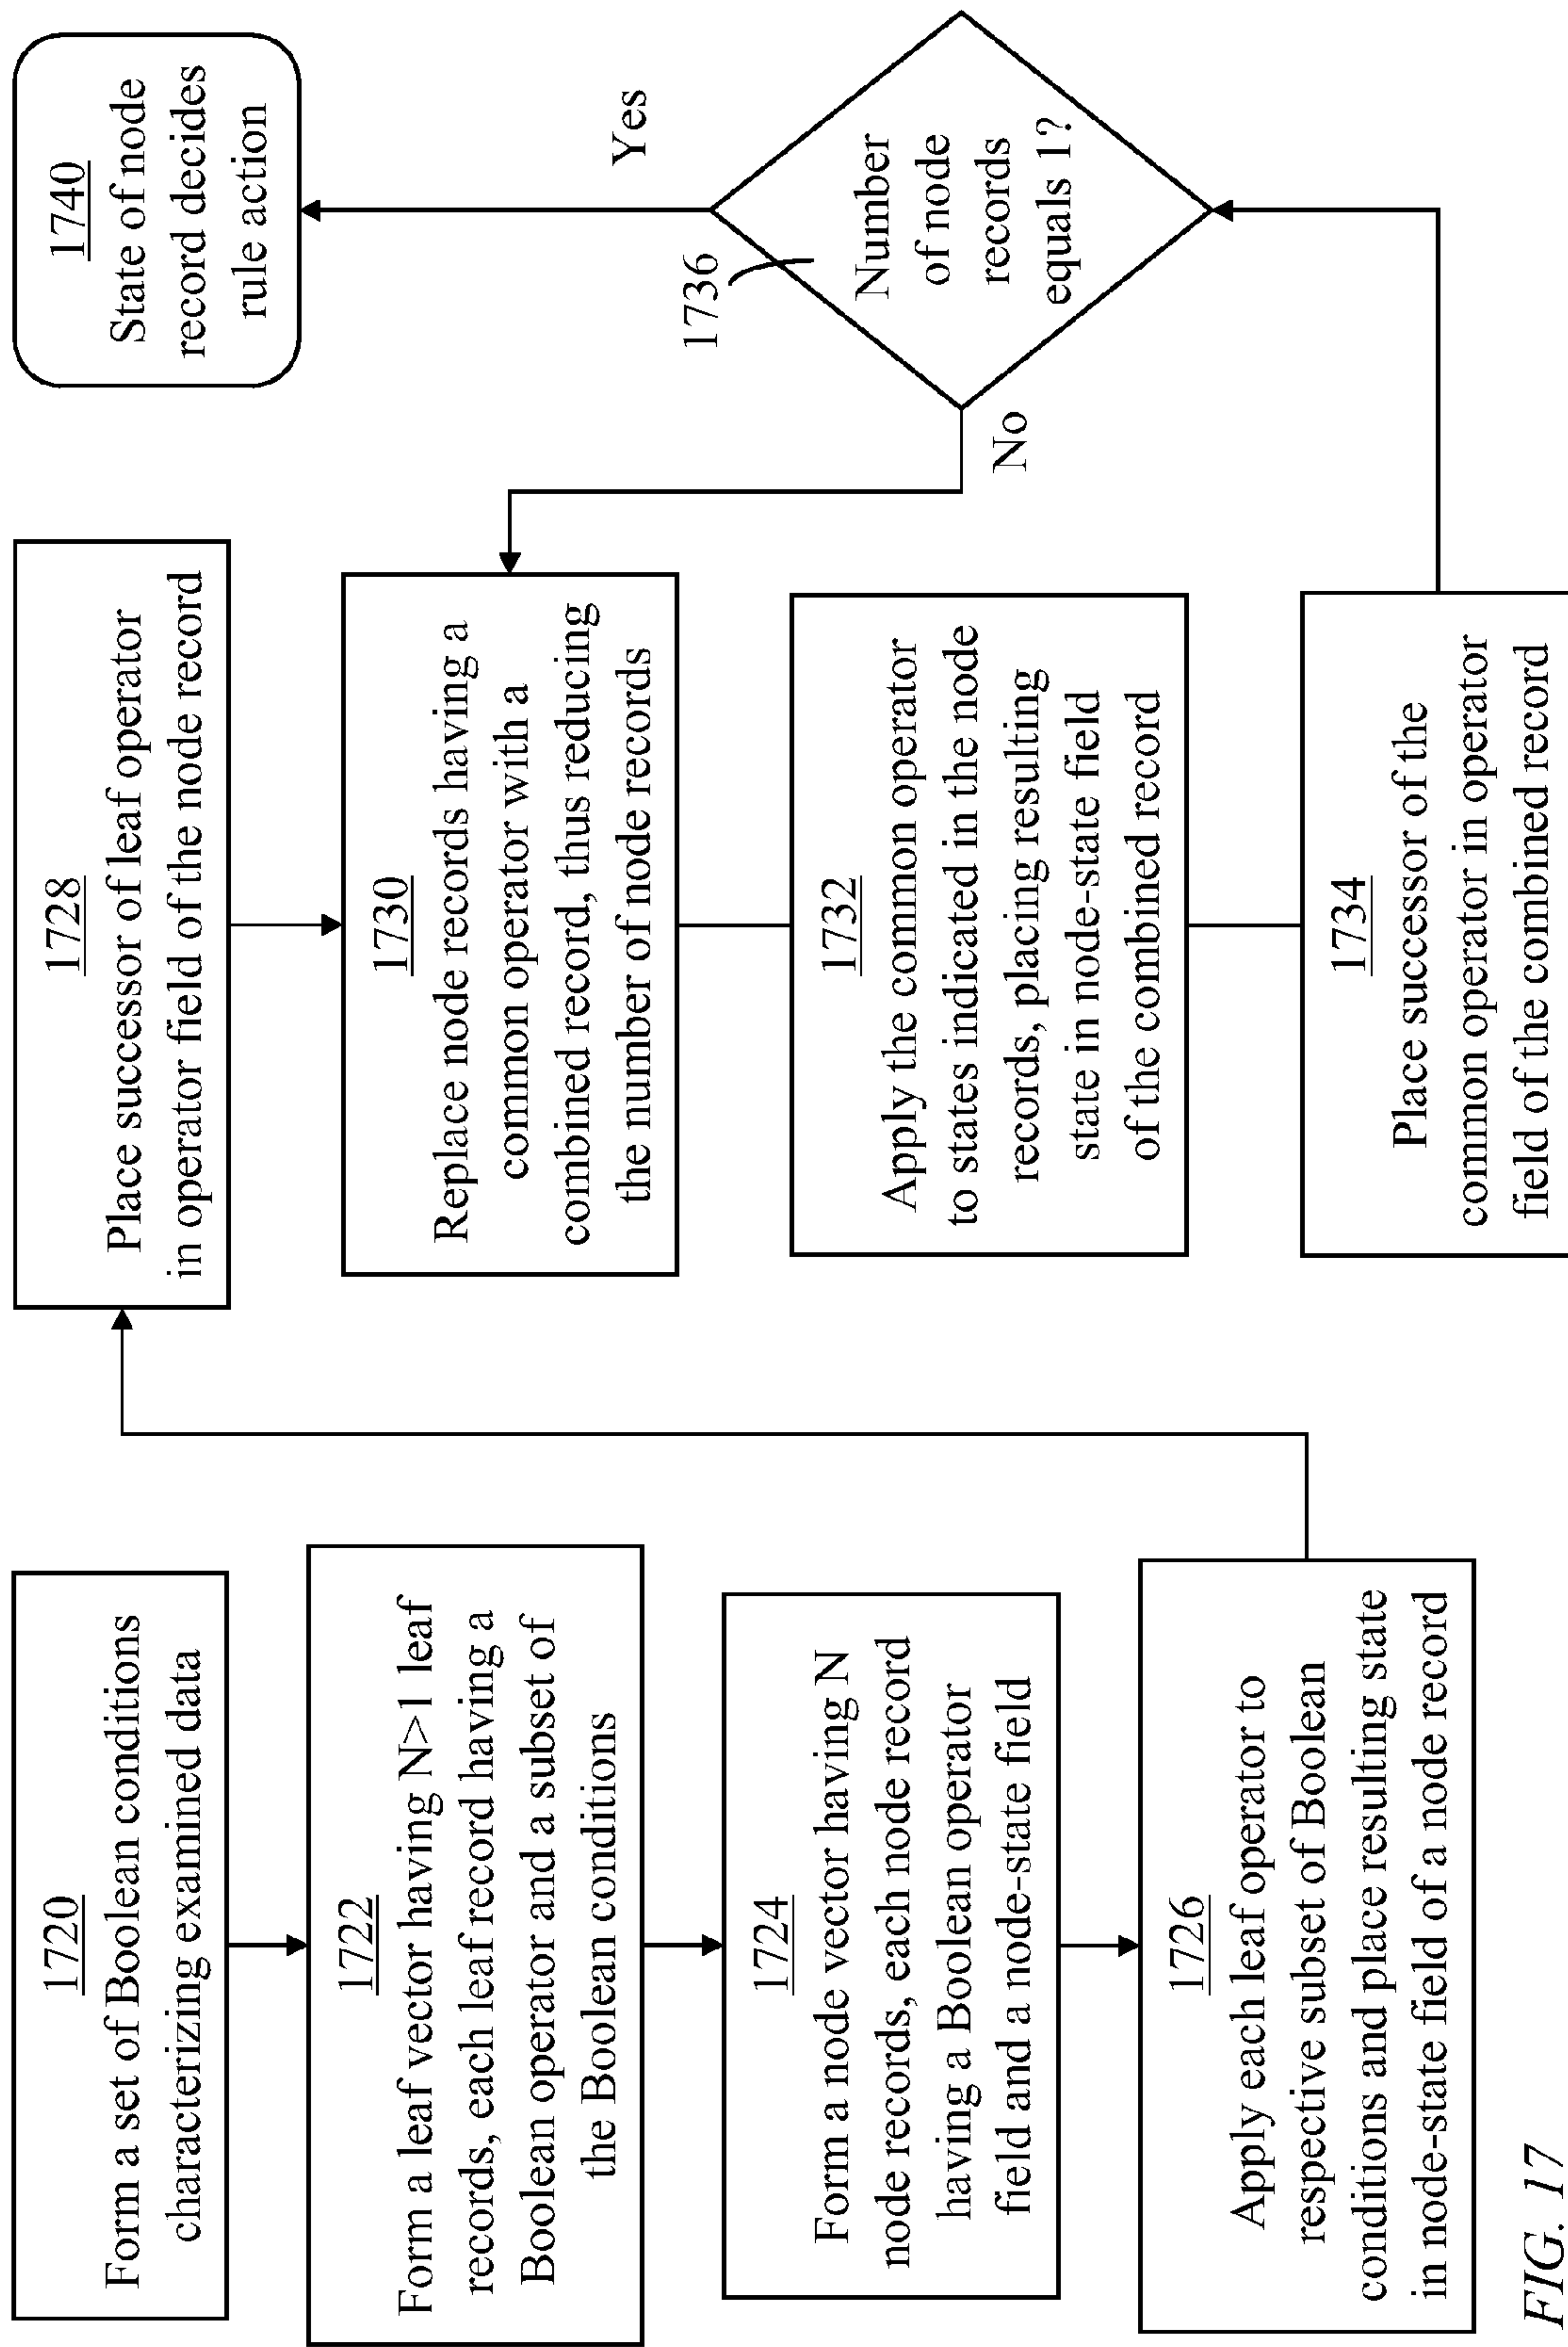 1720
Form a set of Boolean conditions
characterizing examined data
1722
Form a leaf vector having N>1 leaf
records, each leaf record having a
Boolean operator and a subset of
the Boolean conditions
1724
Form a node vector having N
node records, each node record
having a Boolean operator
field and a node-state field
1726
Apply each leaf operator to
respective subset of Boolean
conditions and place resulting state
in node-state field of a node record
1728
Place successor of leaf operator
in operator field of the node record
1730
Replace node records having a
common operator with a
combined record, thus reducing
the number of node records
1732
Apply the common operator
to states indicated in the node
records, placing resulting
state in node-state field
of the combined record
1734
Place successor of the
common operator in operator
field of the combined record
1736
Number
of node
records
equals 1?
No
Yes
1740
State of node
record decides
rule action
FIG. 17